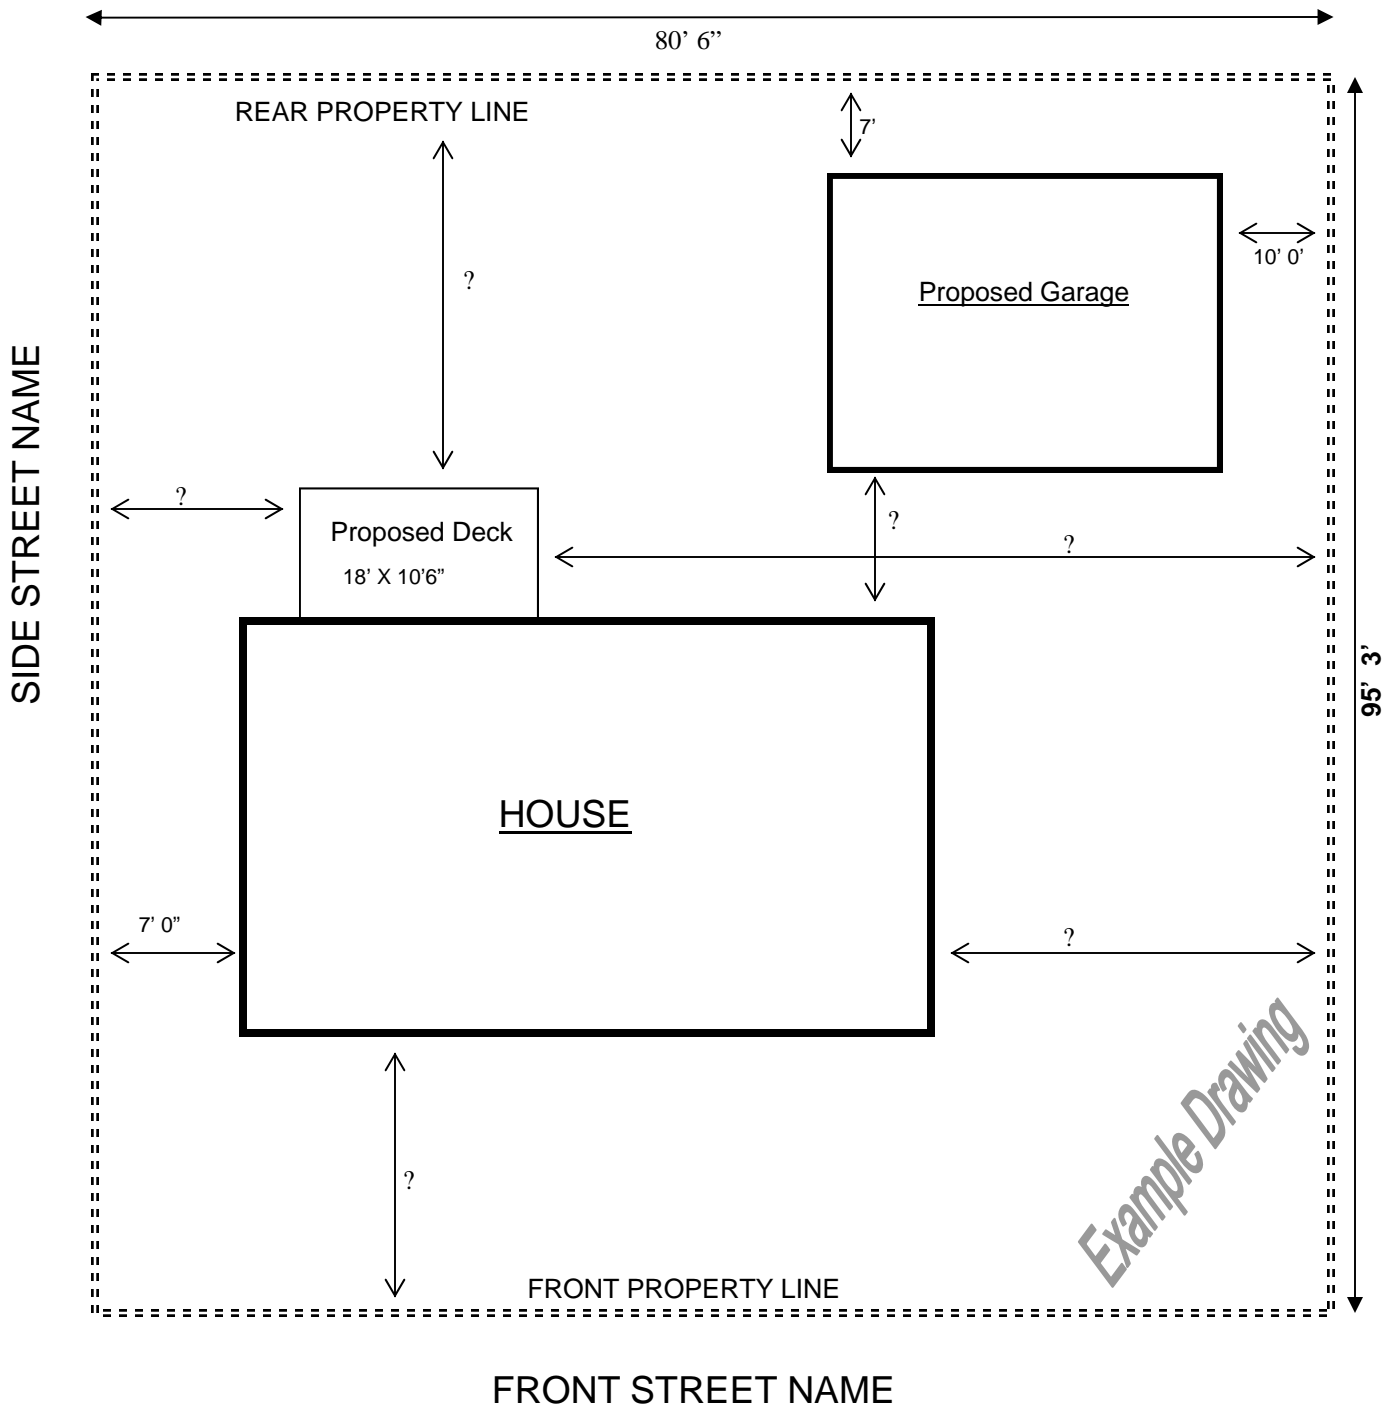 80’ 6”
REAR PROPERTY LINE
7’
10’ 0’
?
Proposed Garage
SIDE STREET NAME
?
?
Proposed Deck
?
18’ X 10’6”
95’ 3’
HOUSE
7’ 0”
?
Example Drawing
?
FRONT PROPERTY LINE
FRONT STREET NAME